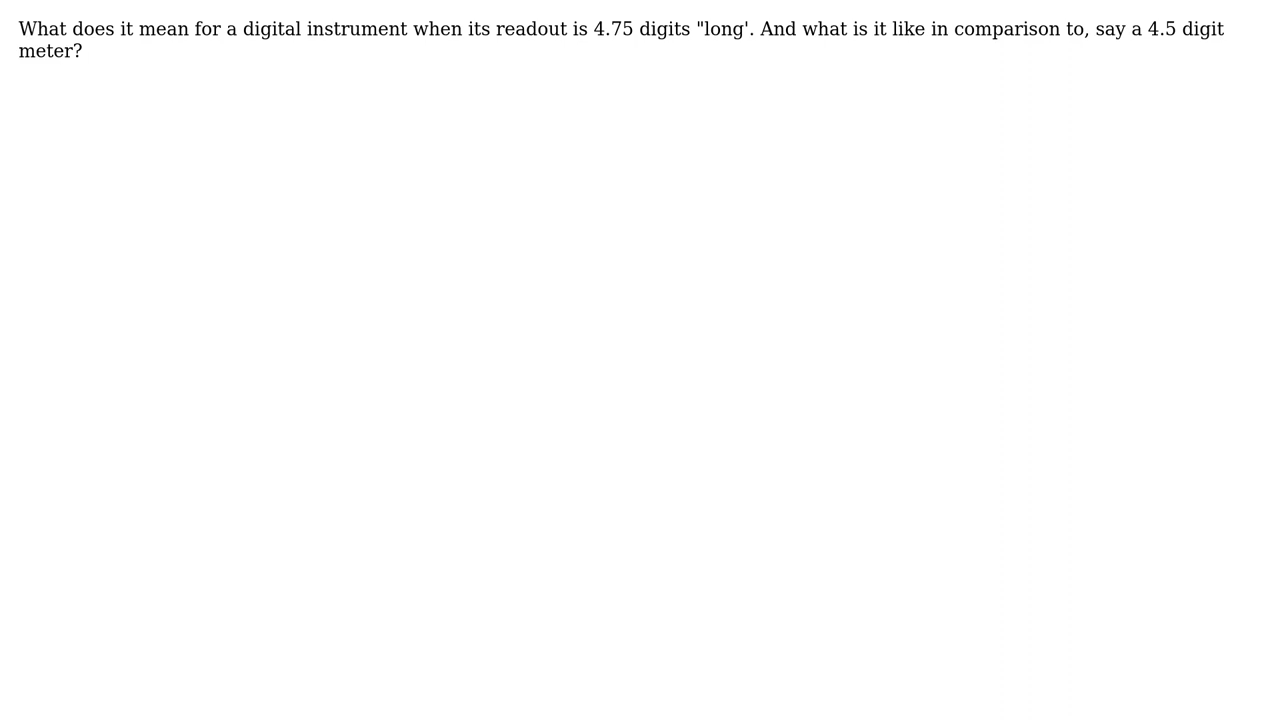 What does it mean for a digital instrument when its readout is 4.75 digits "long'. And what is it like in comparison to, say a 4.5 digit
meter?